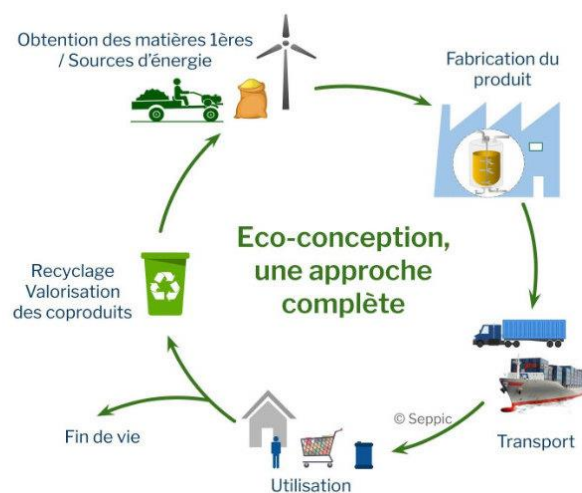 Obtention des matières 1ères
/ Sources d'énergie
Fabrication du
produit
Eco-conception,
une approche
complète
Recyclage
Valorisation
des coproduits
© Seppic
Transport
Fin de vie
Utilisation